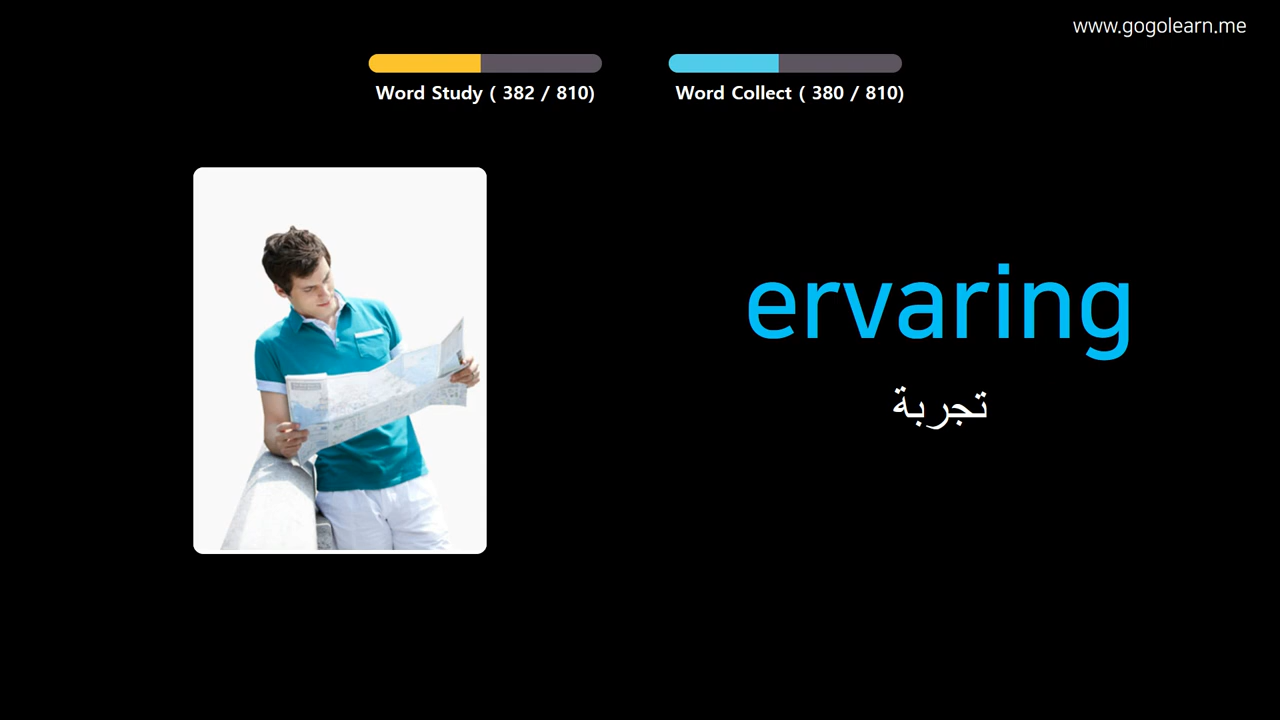 www.gogolearn.me
Word Study ( 382 / 810)
Word Collect ( 380 / 810)
ervaring
تجربة